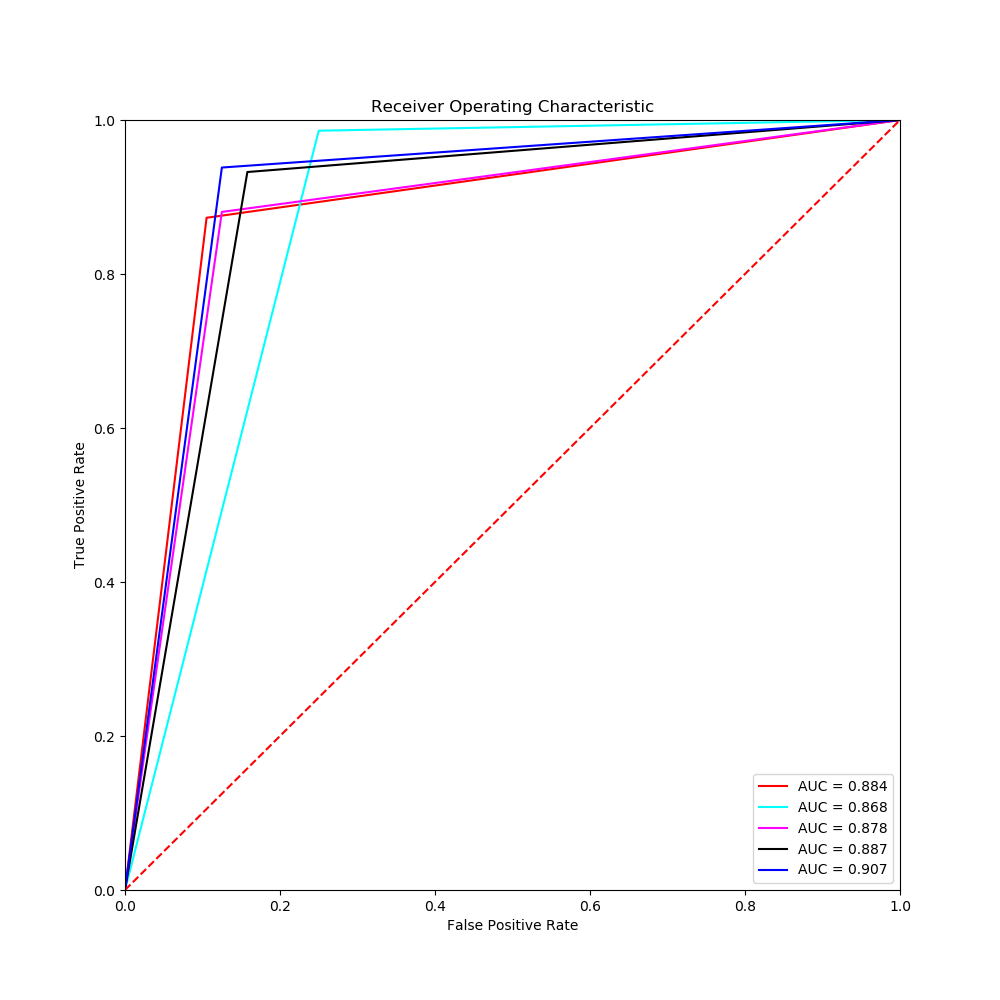 Receiver Operating Characteristic
True Positive Rate
1.0
0.8
0.6
0.4
0.2
0.0
0.0 0.2 0.4 0.6 0.8 1.0
False Positive Rate
AUC = 0.884
AUC = 0.868
AUC = 0.878
AUC = 0.887
AUC = 0.907